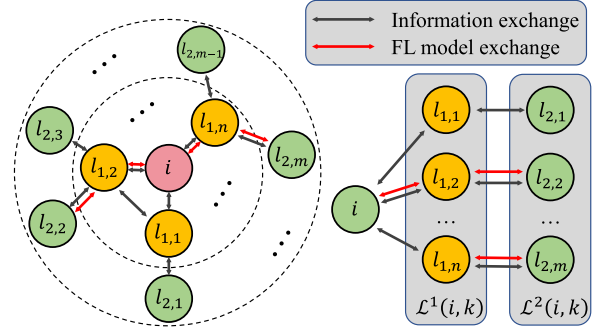 Information exchange
FL model exchange
l_{2,m-1}
l_{2,3}
l_{1,n}
l_{1,2}
i
l_{2,m}
l_{2,2}
l_{1,1}
l_{2,1}
l_{1,1}
l_{2,1}
l_{1,2}
l_{2,2}
i
...
...
l_{1,n}
l_{2,m}
ℒ¹(i,k)
ℒ²(i,k)